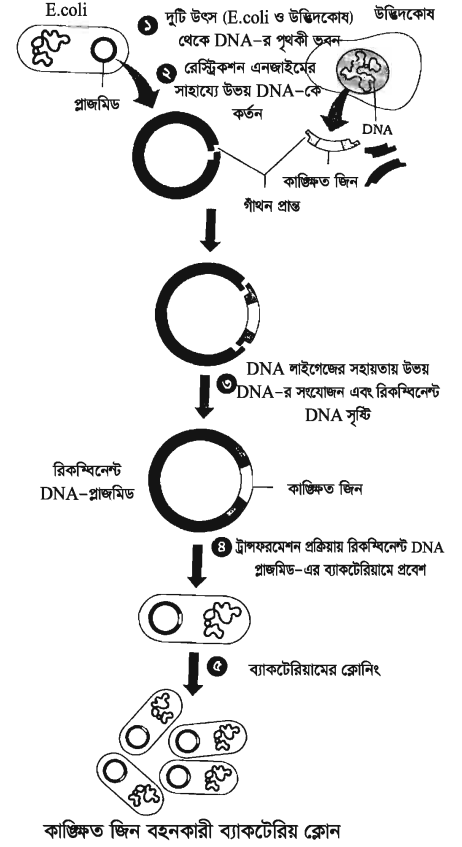 E.coli
উদ্ভিদকোষ
১ দুটি উৎস (E.coli ও উদ্ভিদকোষ)
থেকে DNA-র পৃথকী ভবন
২ রেস্ট্রিকশন এনজাইমের
সাহায্যে উভয় DNA-কে
কর্তন
প্লাজমিড
DNA
কাঙ্ক্ষিত জিন
গাঁথন প্রান্ত
DNA লাইগেজের সহায়তায় উভয়
৩ DNA-র সংযোজন এবং রিকম্বিনেন্ট
DNA সৃষ্টি
রিকম্বিনেন্ট
DNA-প্লাজমিড
কাঙ্ক্ষিত জিন
৪ ট্রান্সফরমেশন প্রক্রিয়ায় রিকম্বিনেন্ট DNA
প্লাজমিড-এর ব্যাকটেরিয়ামে প্রবেশ
৫ ব্যাকটেরিয়ামের ক্লোনিং
কাঙ্ক্ষিত জিন বহনকারী ব্যাকটেরিয় ক্লোন